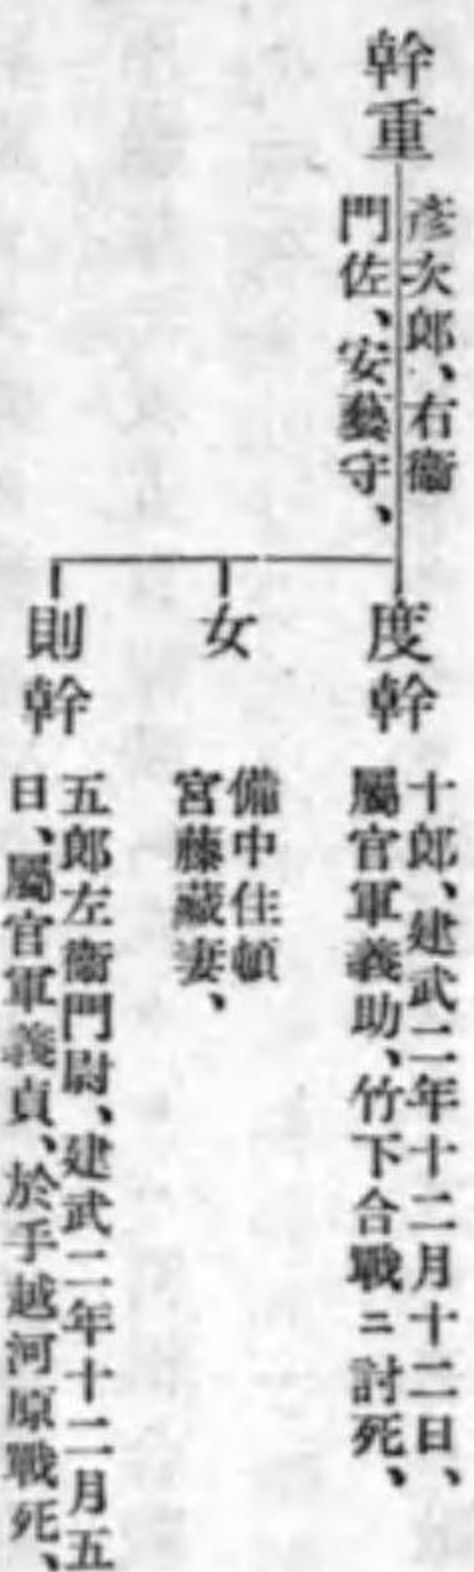 幹重
彥次郎、右衞
門佐、安藝守、
度幹
十郎、建武二年十二月十二日、
屬官軍義助、竹下合戰ニ討死、
女
備中住頓
宮藤藏妻、
則幹
五郎左衞門尉、建武二年十二月五
日、屬官軍義貞、於手越河原戰死、